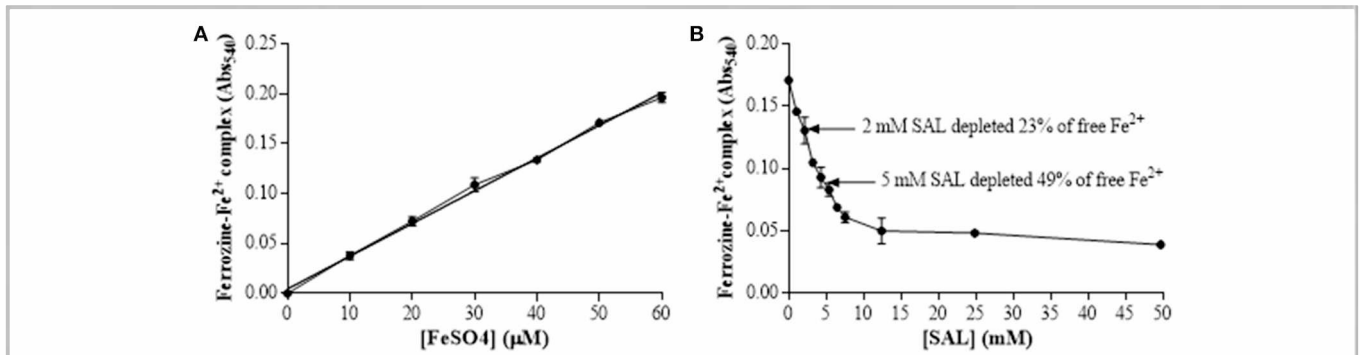 A
Ferrozine-Fe²⁺ complex (Abs₅₄₀)
0.25
0.20
0.15
0.10
0.05
0.00
0 10 20 30 40 50 60
[FeSO4] (µM)
B
Ferrozine-Fe²⁺complex (Abs₅₄₀)
0.20
0.15
0.10
0.05
0.00
2 mM SAL depleted 23% of free Fe²⁺
5 mM SAL depleted 49% of free Fe²⁺
0 5 10 15 20 25 30 35 40 45 50
[SAL] (mM)